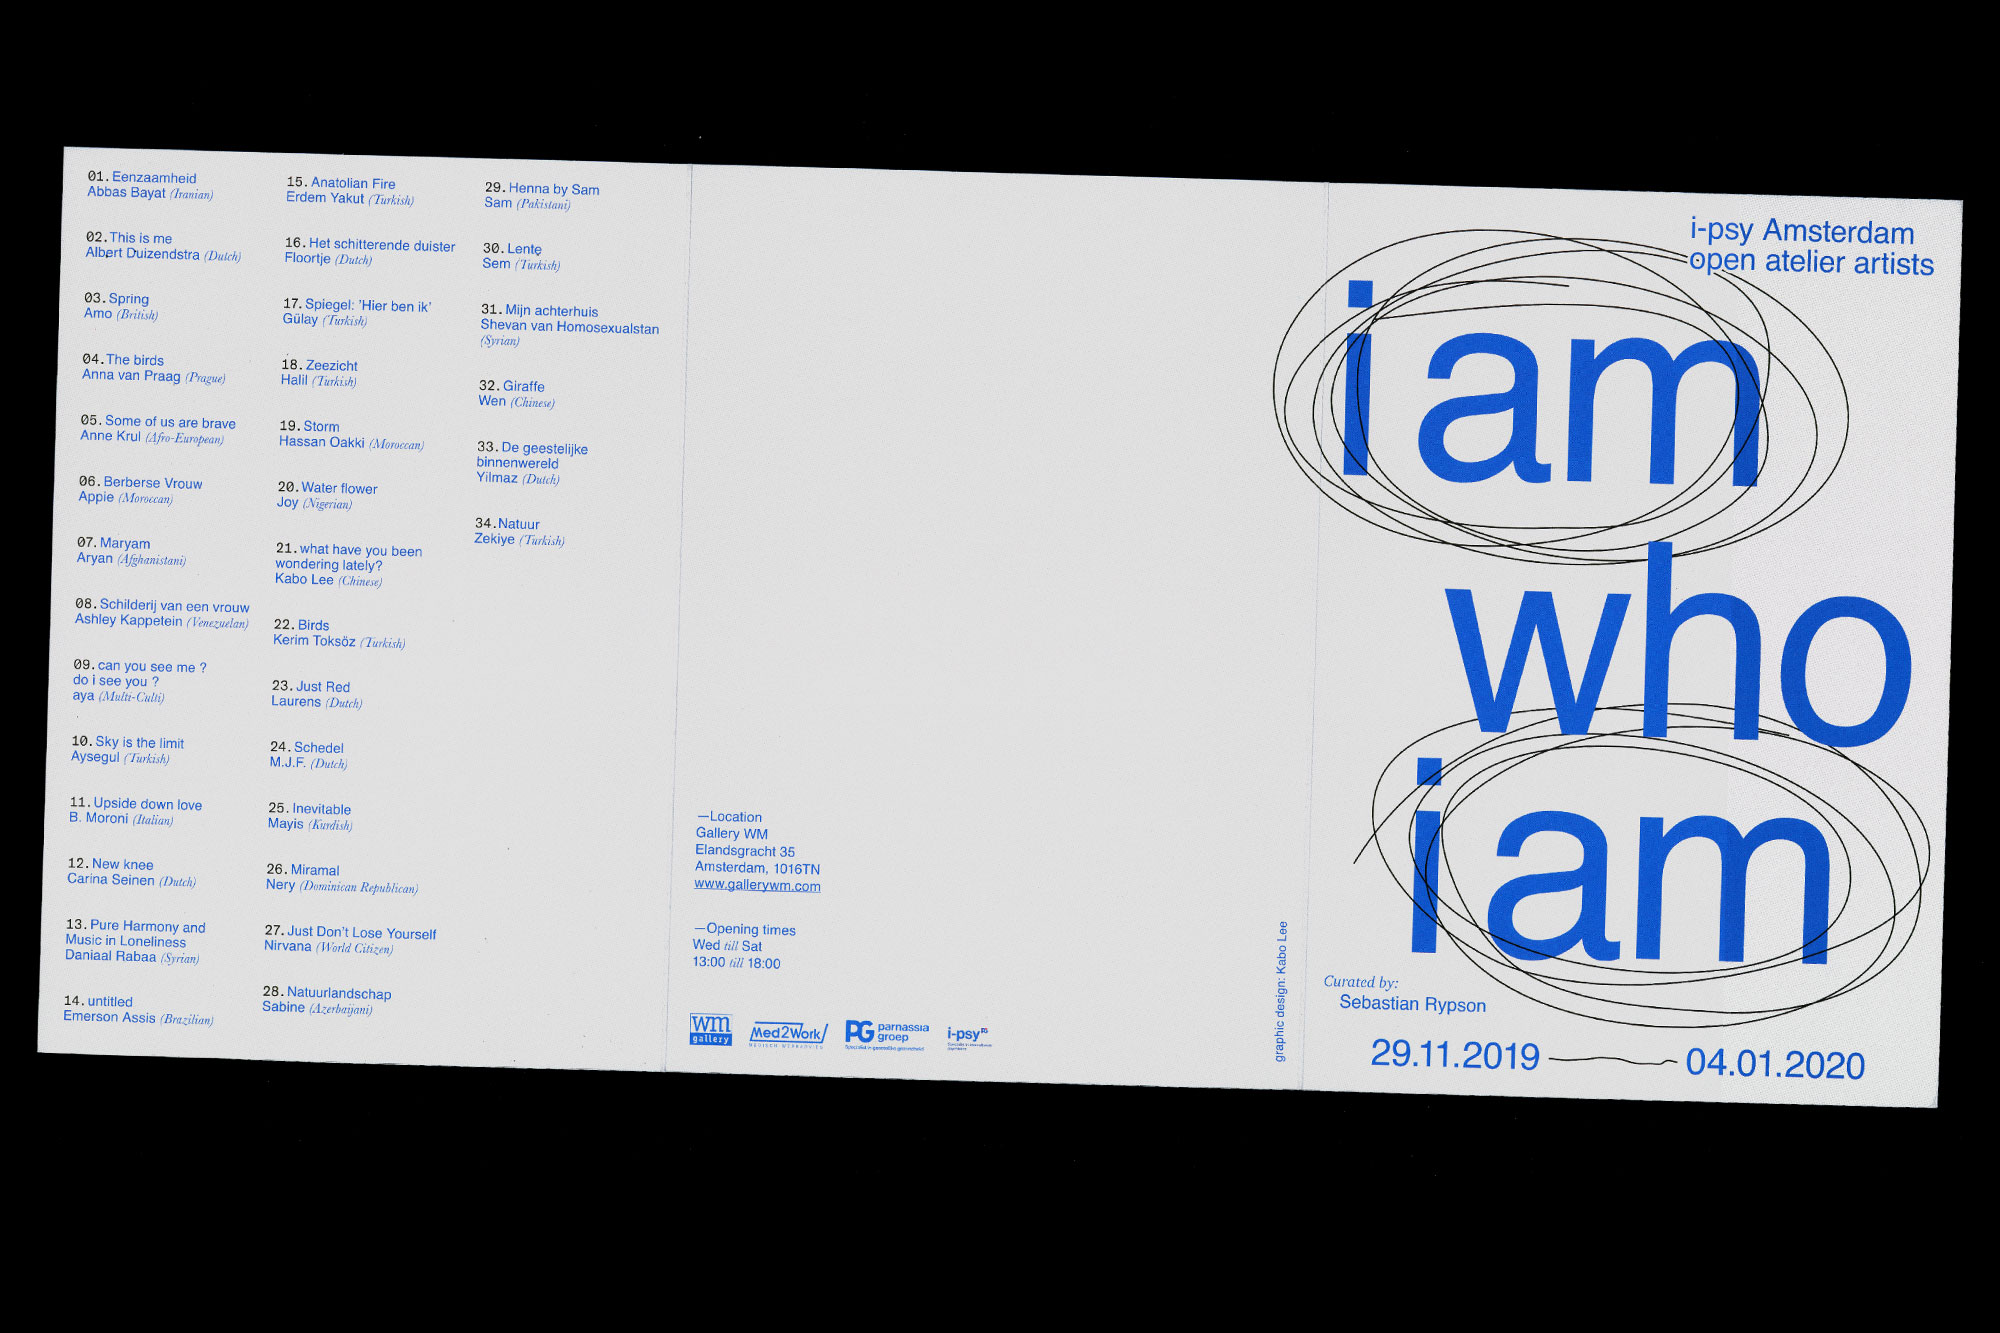 01. Eenzaamheid
Abbas Bayat (Iranian)
02. This is me
Albert Duizendstra (Dutch)
03. Spring
Amo (British)
04. The birds
Anna van Praag (Prague)
05. Some of us are brave
Anne Krul (Afro-European)
06. Berberse Vrouw
Appie (Moroccan)
07. Maryam
Aryan (Afghanistani)
08. Schilderij van een vrouw
Ashley Kappetein (Venezuelan)
09. can you see me ?
do i see you ?
aya (Multi-Culti)
10. Sky is the limit
Aysegul (Turkish)
11. Upside down love
B. Moroni (Italian)
12. New knee
Carina Seinen (Dutch)
13. Pure Harmony and
Music in Loneliness
Daniaal Rabaa (Syrian)
14. untitled
Emerson Assis (Brazilian)
15. Anatolian Fire
Erdem Yakut (Turkish)
16. Het schitterende duister
Floortje (Dutch)
17. Spiegel: 'Hier ben ik'
Gülay (Turkish)
18. Zeezicht
Halil (Turkish)
19. Storm
Hassan Oakki (Moroccan)
20. Water flower
Joy (Nigerian)
21. what have you been
wondering lately?
Kabo Lee (Chinese)
22. Birds
Kerim Toksöz (Turkish)
23. Just Red
Laurens (Dutch)
24. Schedel
M.J.F. (Dutch)
25. Inevitable
Mayis (Kurdish)
26. Miramal
Nery (Dominican Republican)
27. Just Don't Lose Yourself
Nirvana (World Citizen)
28. Natuurlandschap
Sabine (Azerbaijani)
29. Henna by Sam
Sam (Pakistani)
30. Lente
Sem (Turkish)
31. Mijn achterhuis
Shevan van Homosexualstan
(Syrian)
32. Giraffe
Wen (Chinese)
33. De geestelijke
binnenwereld
Yilmaz (Dutch)
34. Natuur
Zekiye (Turkish)
—Location
Gallery WM
Elandsgracht 35
Amsterdam, 1016TN
www.gallerywm.com
—Opening times
Wed till Sat
13:00 till 18:00
wm
gallery
Med2Work
PG parnassia
groep
i-psy
graphic design: Kabo Lee
i-psy Amsterdam
open atelier artists
i am
who
i am
Curated by:
Sebastian Rypson
29.11.2019 — 04.01.2020